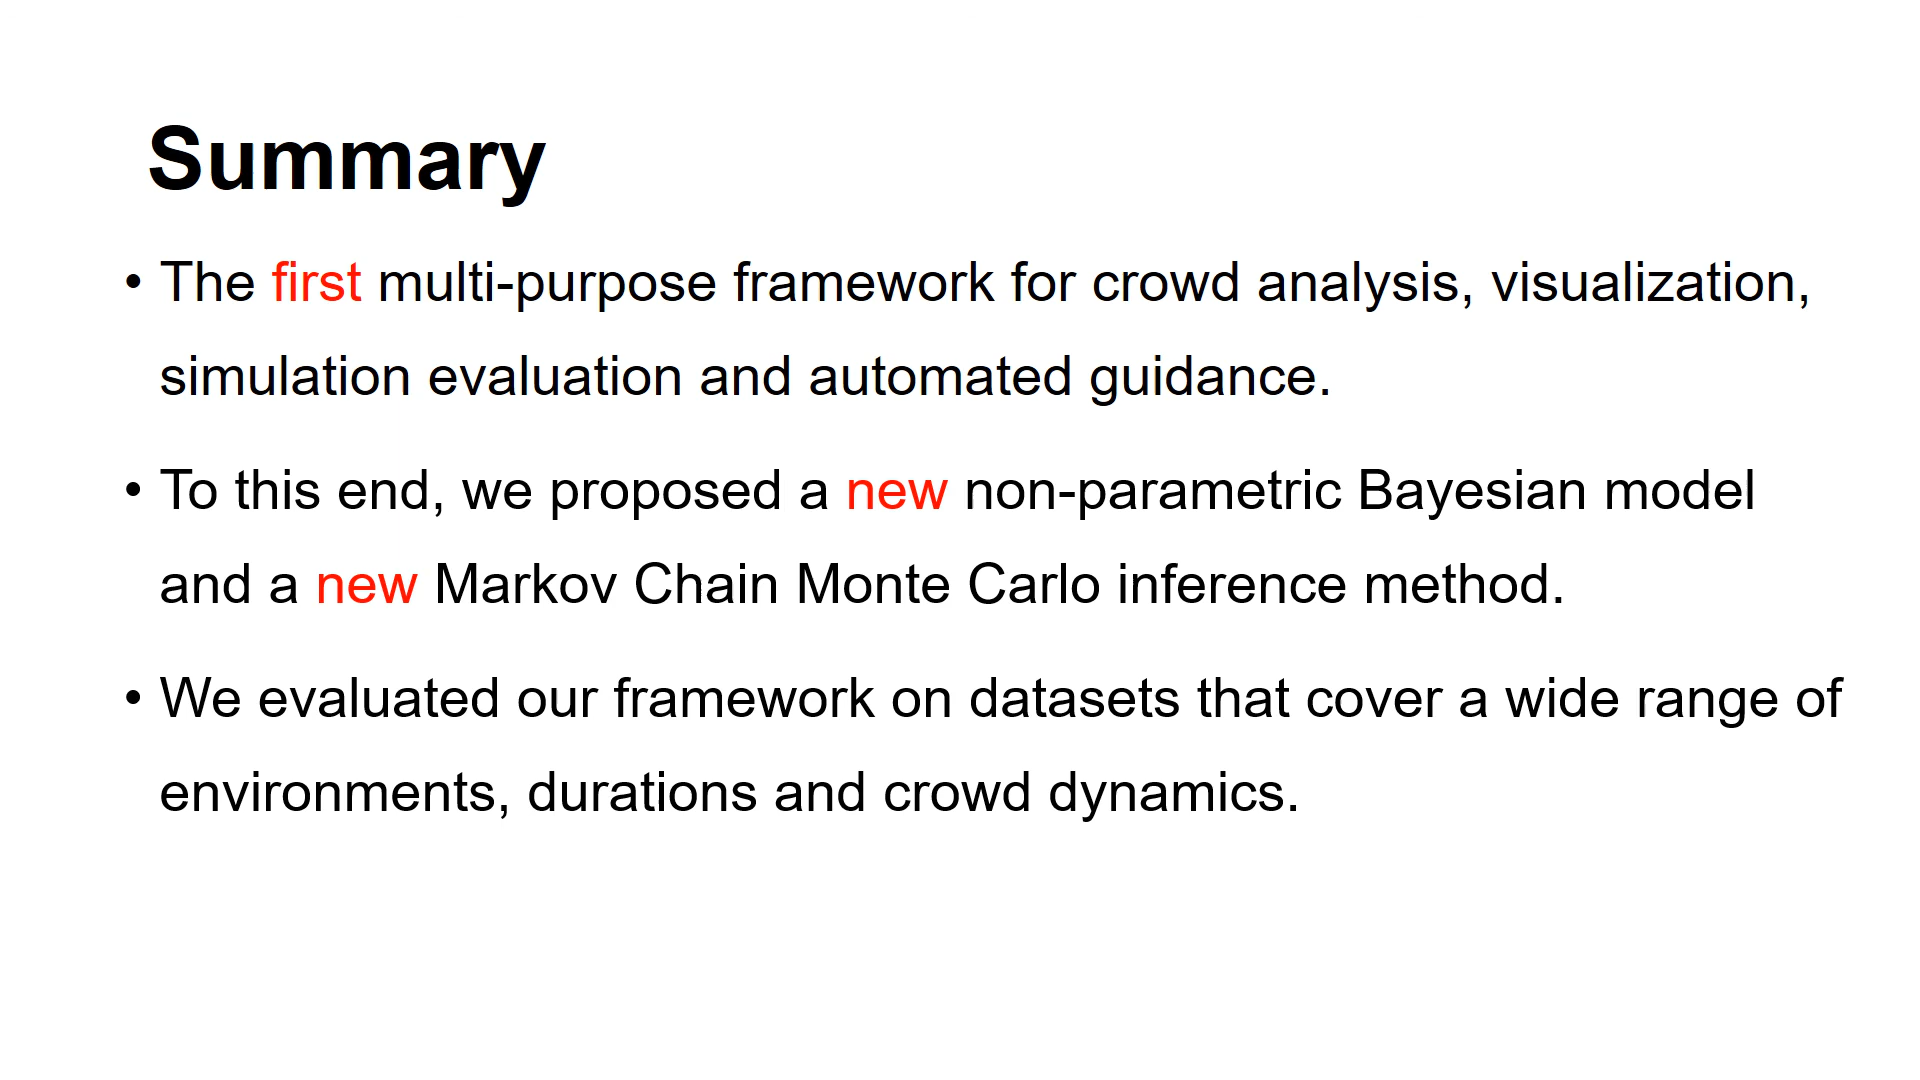 Summary
• The first multi-purpose framework for crowd analysis, visualization,
simulation evaluation and automated guidance.
• To this end, we proposed a new non-parametric Bayesian model
and a new Markov Chain Monte Carlo inference method.
• We evaluated our framework on datasets that cover a wide range of
environments, durations and crowd dynamics.